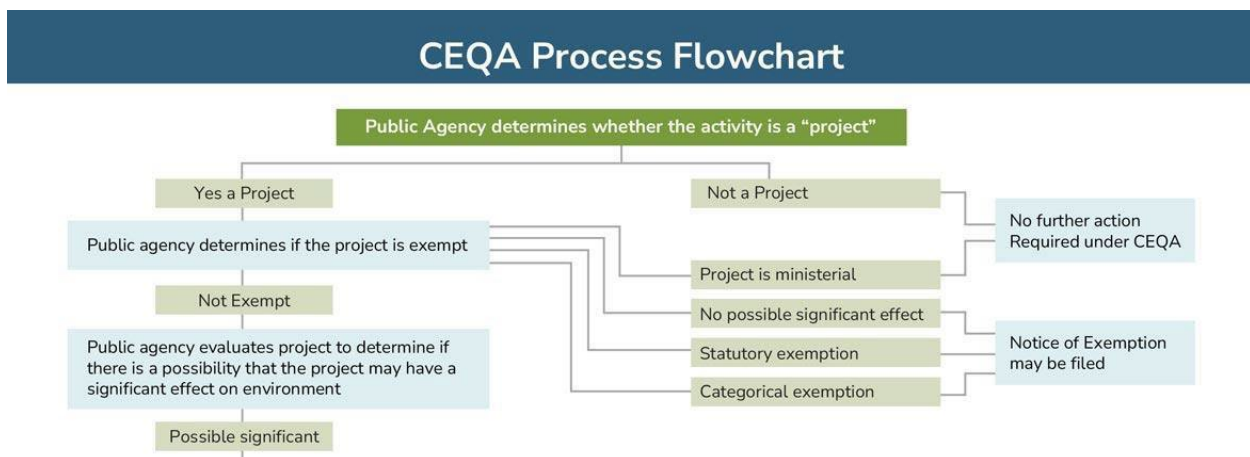 CEQA Process Flowchart
Public Agency determines whether the activity is a “project”
Yes a Project
Not a Project
No further action
Required under CEQA
Public agency determines if the project is exempt
Project is ministerial
Not Exempt
No possible significant effect
Notice of Exemption
may be filed
Public agency evaluates project to determine if
there is a possibility that the project may have a
significant effect on environment
Statutory exemption
Categorical exemption
Possible significant